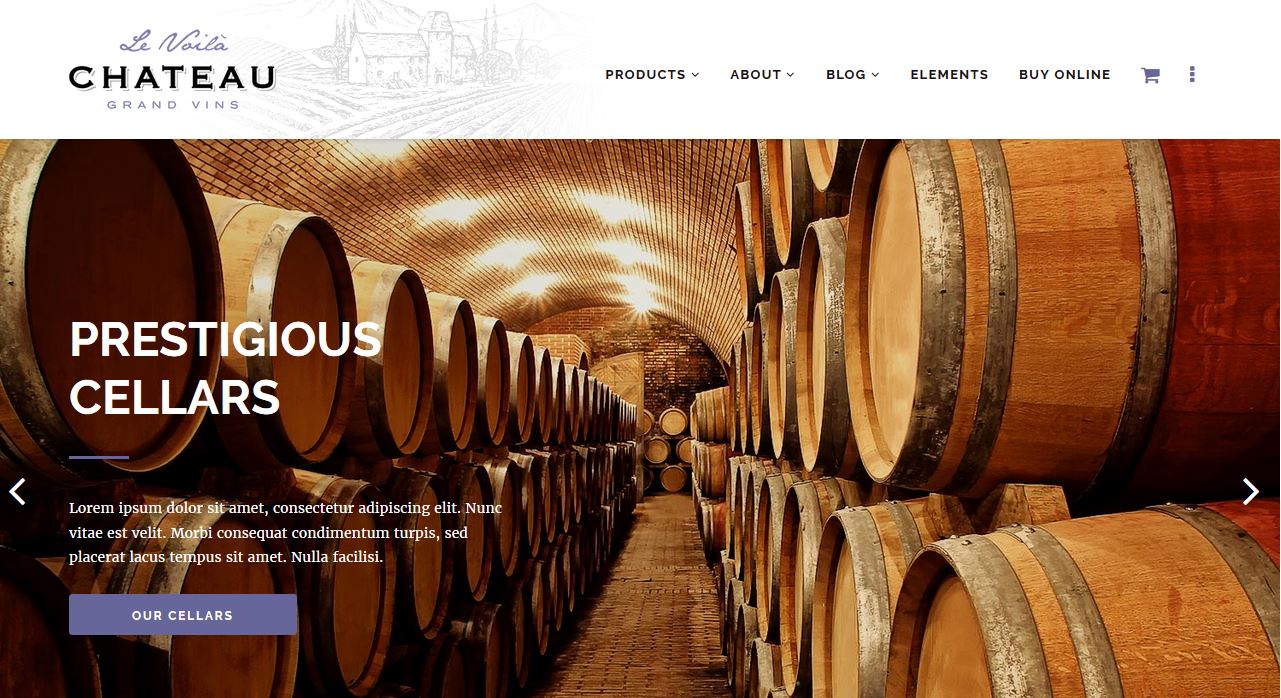 Le Voilà
CHATEAU
GRAND VINS
PRODUCTS ABOUT BLOG ELEMENTS BUY ONLINE
PRESTIGIOUS
CELLARS
Lorem ipsum dolor sit amet, consectetur adipiscing elit. Nunc
vitae est velit. Morbi consequat condimentum turpis, sed
placerat lacus tempus sit amet. Nulla facilisi.
OUR CELLARS